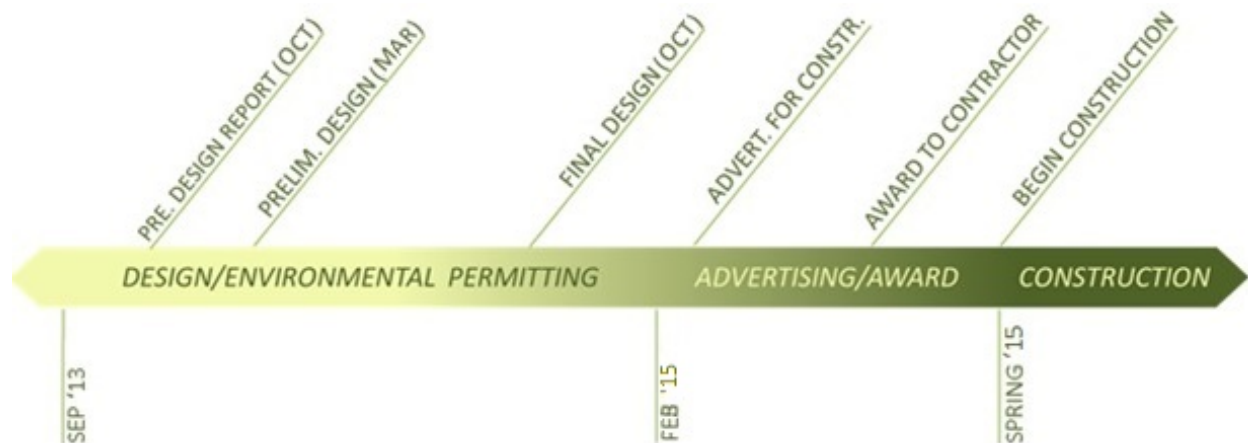 PRE. DESIGN REPORT (OCT)
PRELIM. DESIGN (MAR)
FINAL DESIGN (OCT)
ADVERT. FOR CONSTR.
AWARD TO CONTRACTOR
BEGIN CONSTRUCTION
DESIGN/ENVIRONMENTAL PERMITTING
ADVERTISING/AWARD
CONSTRUCTION
SEP ‘13
FEB '15
SPRING ‘15